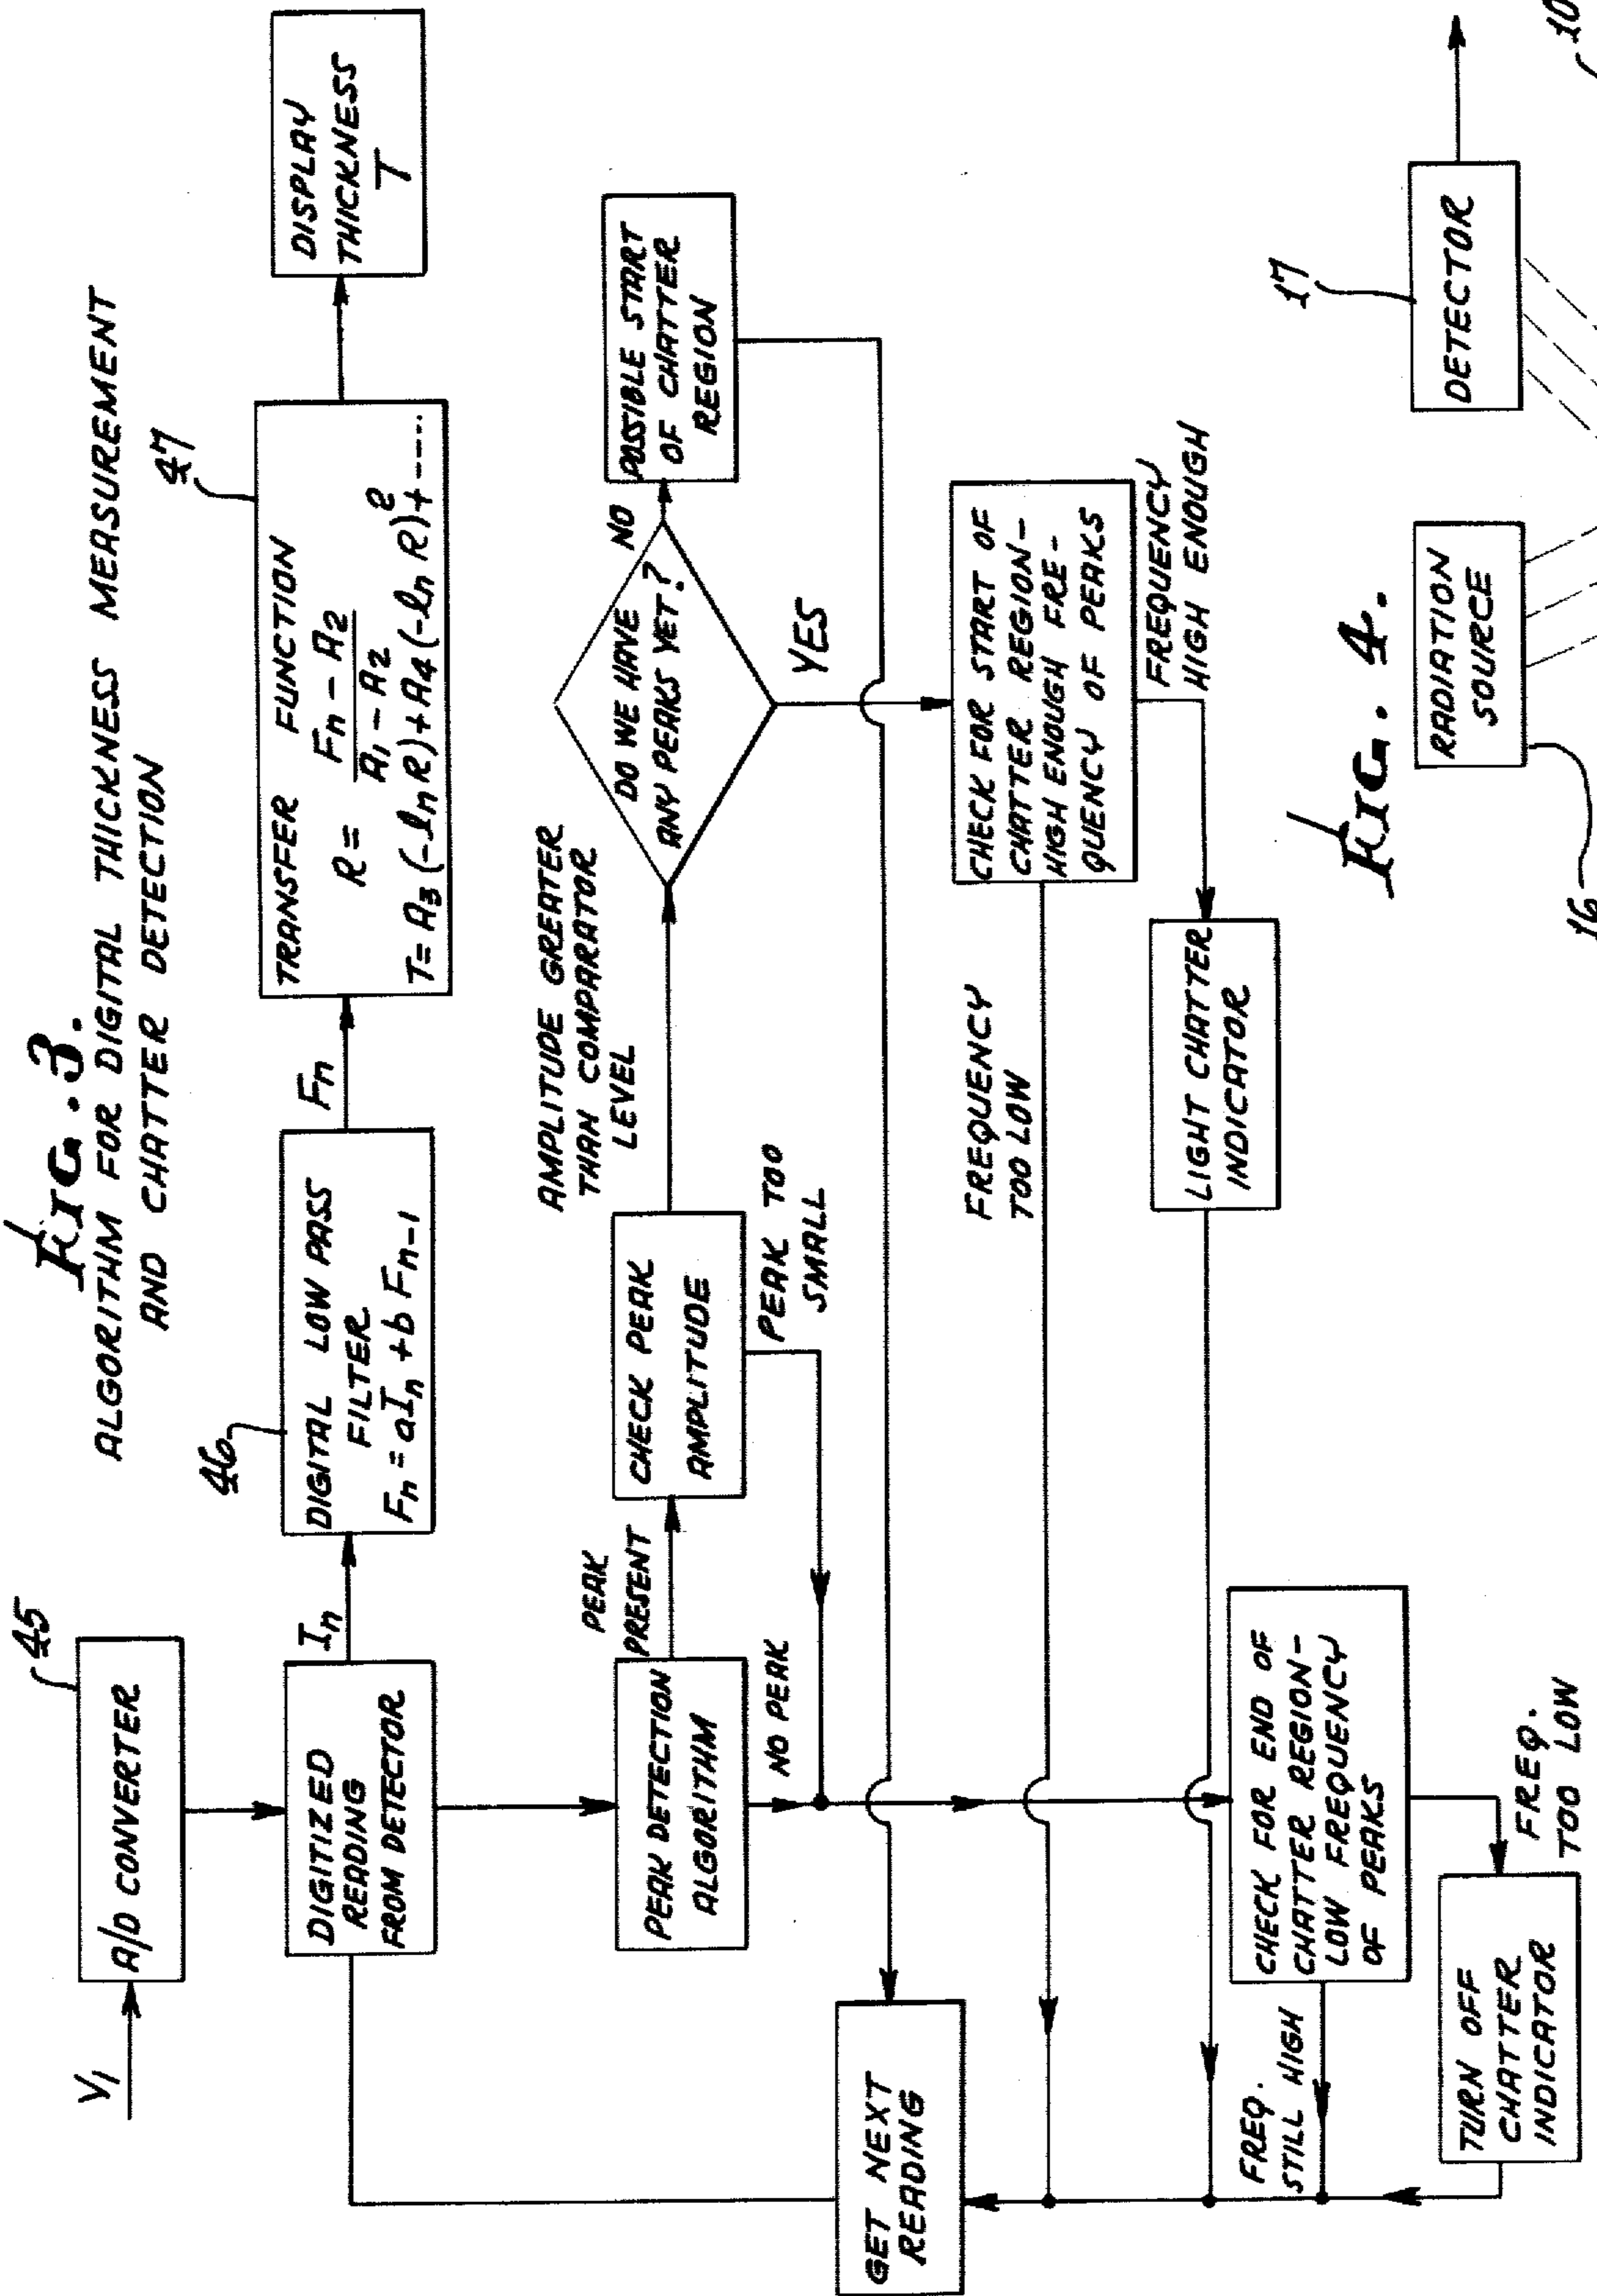 FIG. 3.
ALGORITHM FOR DIGITAL THICKNESS MEASUREMENT
AND CHATTER DETECTION
V1
A/D CONVERTER
45
DIGITIZED
READING
FROM DETECTOR
In
46
DIGITAL LOW PASS
FILTER
Fn = aIn + b Fn-1
Fn
47
TRANSFER FUNCTION
R = Fn - A2
A1 - A2
T= A3 (-ln R)+A4 (-ln R)2+----
DISPLAY
THICKNESS
T
PEAK DETECTION
ALGORITHM
PEAK
PRESENT
NO PEAK
CHECK PEAK
AMPLITUDE
PEAK TOO
SMALL
AMPLITUDE GREATER
THAN COMPARATOR
LEVEL
DO WE HAVE
ANY PEAKS YET?
NO
YES
POSSIBLE START
OF CHATTER
REGION
GET NEXT
READING
CHECK FOR START OF
CHATTER REGION-
HIGH ENOUGH FRE-
QUENCY OF PEAKS
FREQUENCY
TOO LOW
FREQUENCY
HIGH ENOUGH
LIGHT CHATTER
INDICATOR
CHECK FOR END OF
CHATTER REGION-
LOW FREQUENCY
OF PEAKS
FREQ.
STILL HIGH
FREQ.
TOO LOW
TURN OFF
CHATTER
INDICATOR
FIG. 4.
16
RADIATION
SOURCE
17
DETECTOR
10